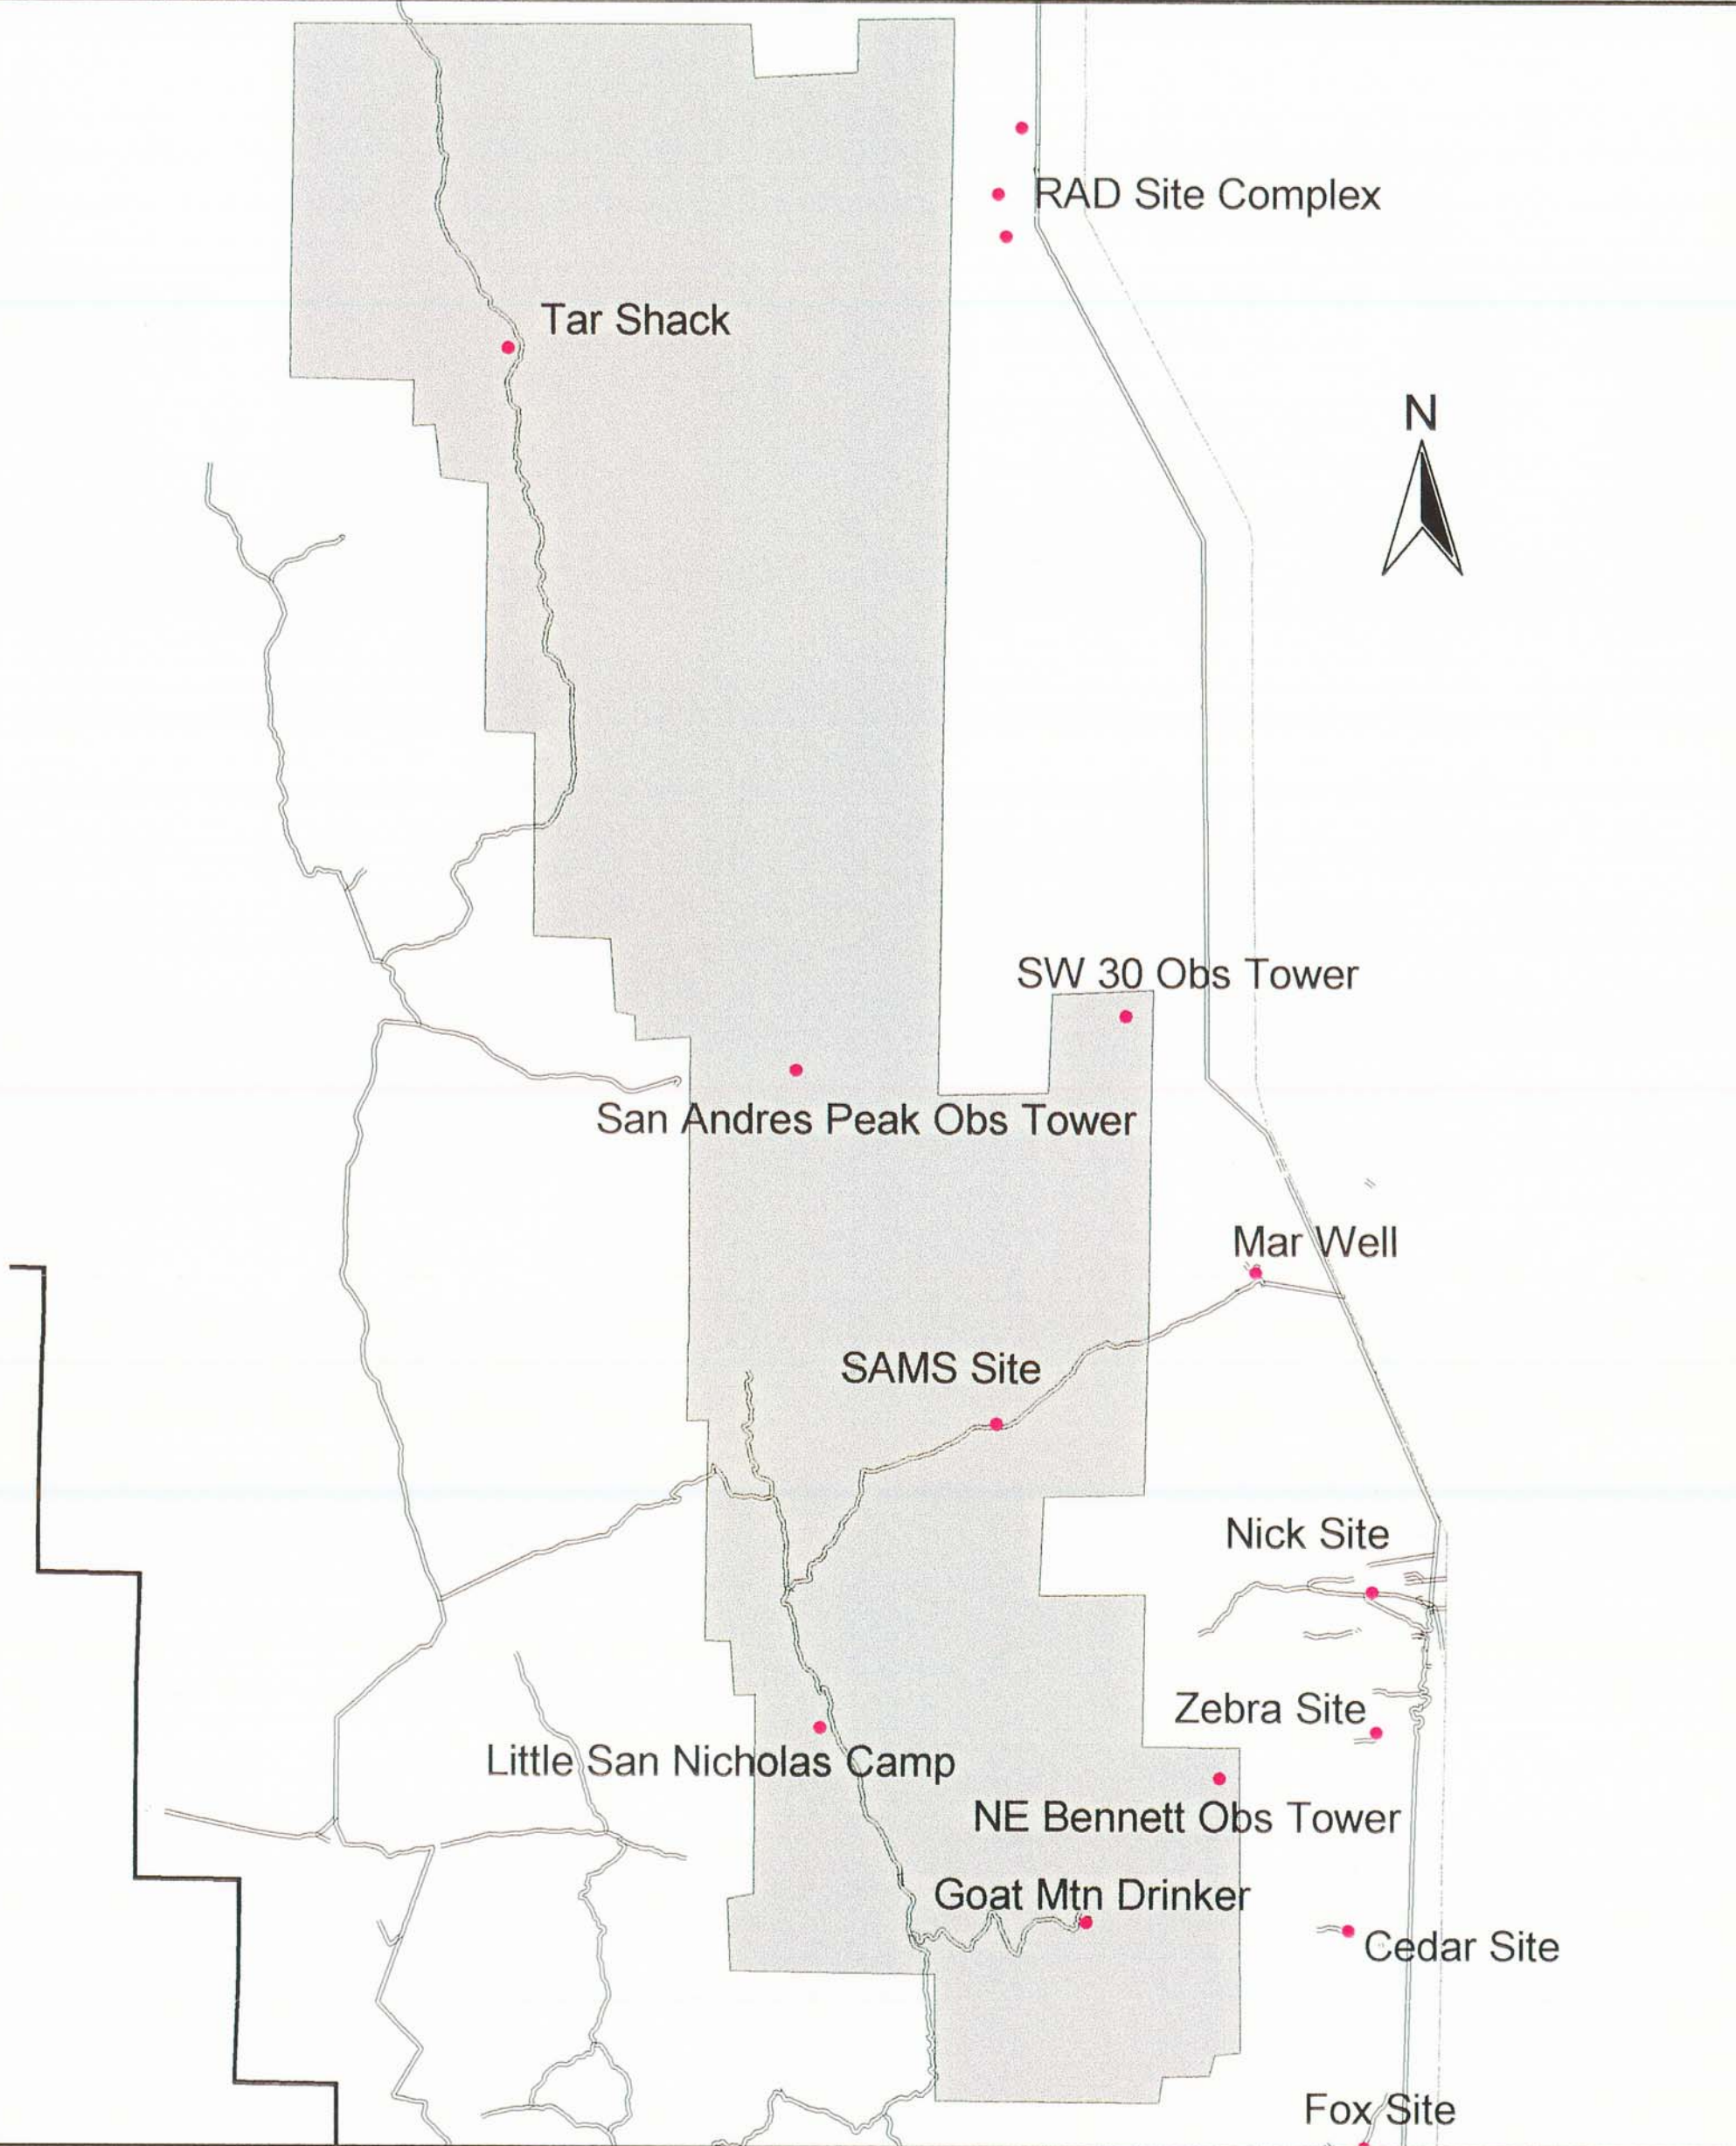 RAD Site Complex
Tar Shack
N
SW 30 Obs Tower
San Andres Peak Obs Tower
Mar Well
SAMS Site
Nick Site
Zebra Site
Little San Nicholas Camp
NE Bennett Obs Tower
Goat Mtn Drinker
Cedar Site
Fox Site